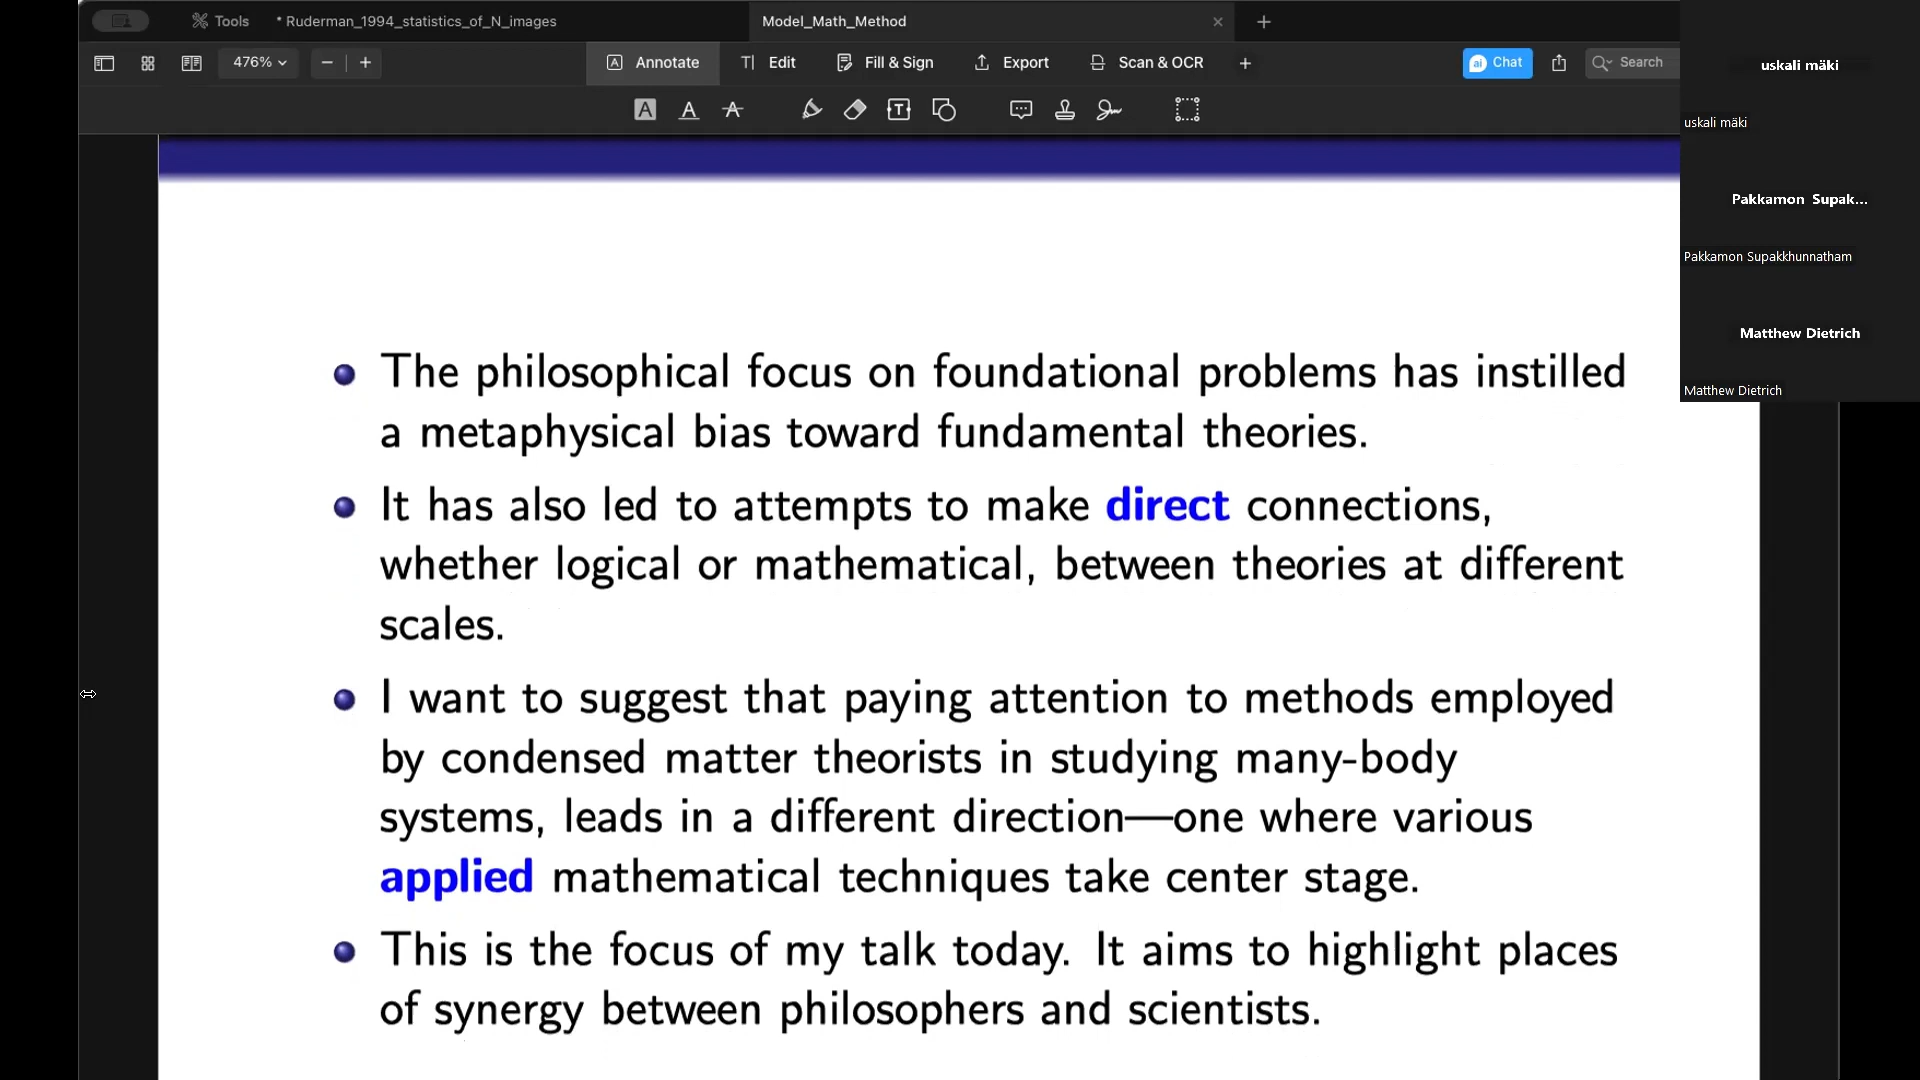 Tools
* Ruderman_1994_statistics_of_N_images
Model_Math_Method
476%
Annotate
Edit
Fill & Sign
Export
Scan & OCR
Chat
Search
uskali mäki
uskali mäki
Pakkamon Supak...
Pakkamon Supakkhunnatham
Matthew Dietrich
Matthew Dietrich
The philosophical focus on foundational problems has instilled
a metaphysical bias toward fundamental theories.
It has also led to attempts to make direct connections,
whether logical or mathematical, between theories at different
scales.
I want to suggest that paying attention to methods employed
by condensed matter theorists in studying many-body
systems, leads in a different direction—one where various
applied mathematical techniques take center stage.
This is the focus of my talk today. It aims to highlight places
of synergy between philosophers and scientists.